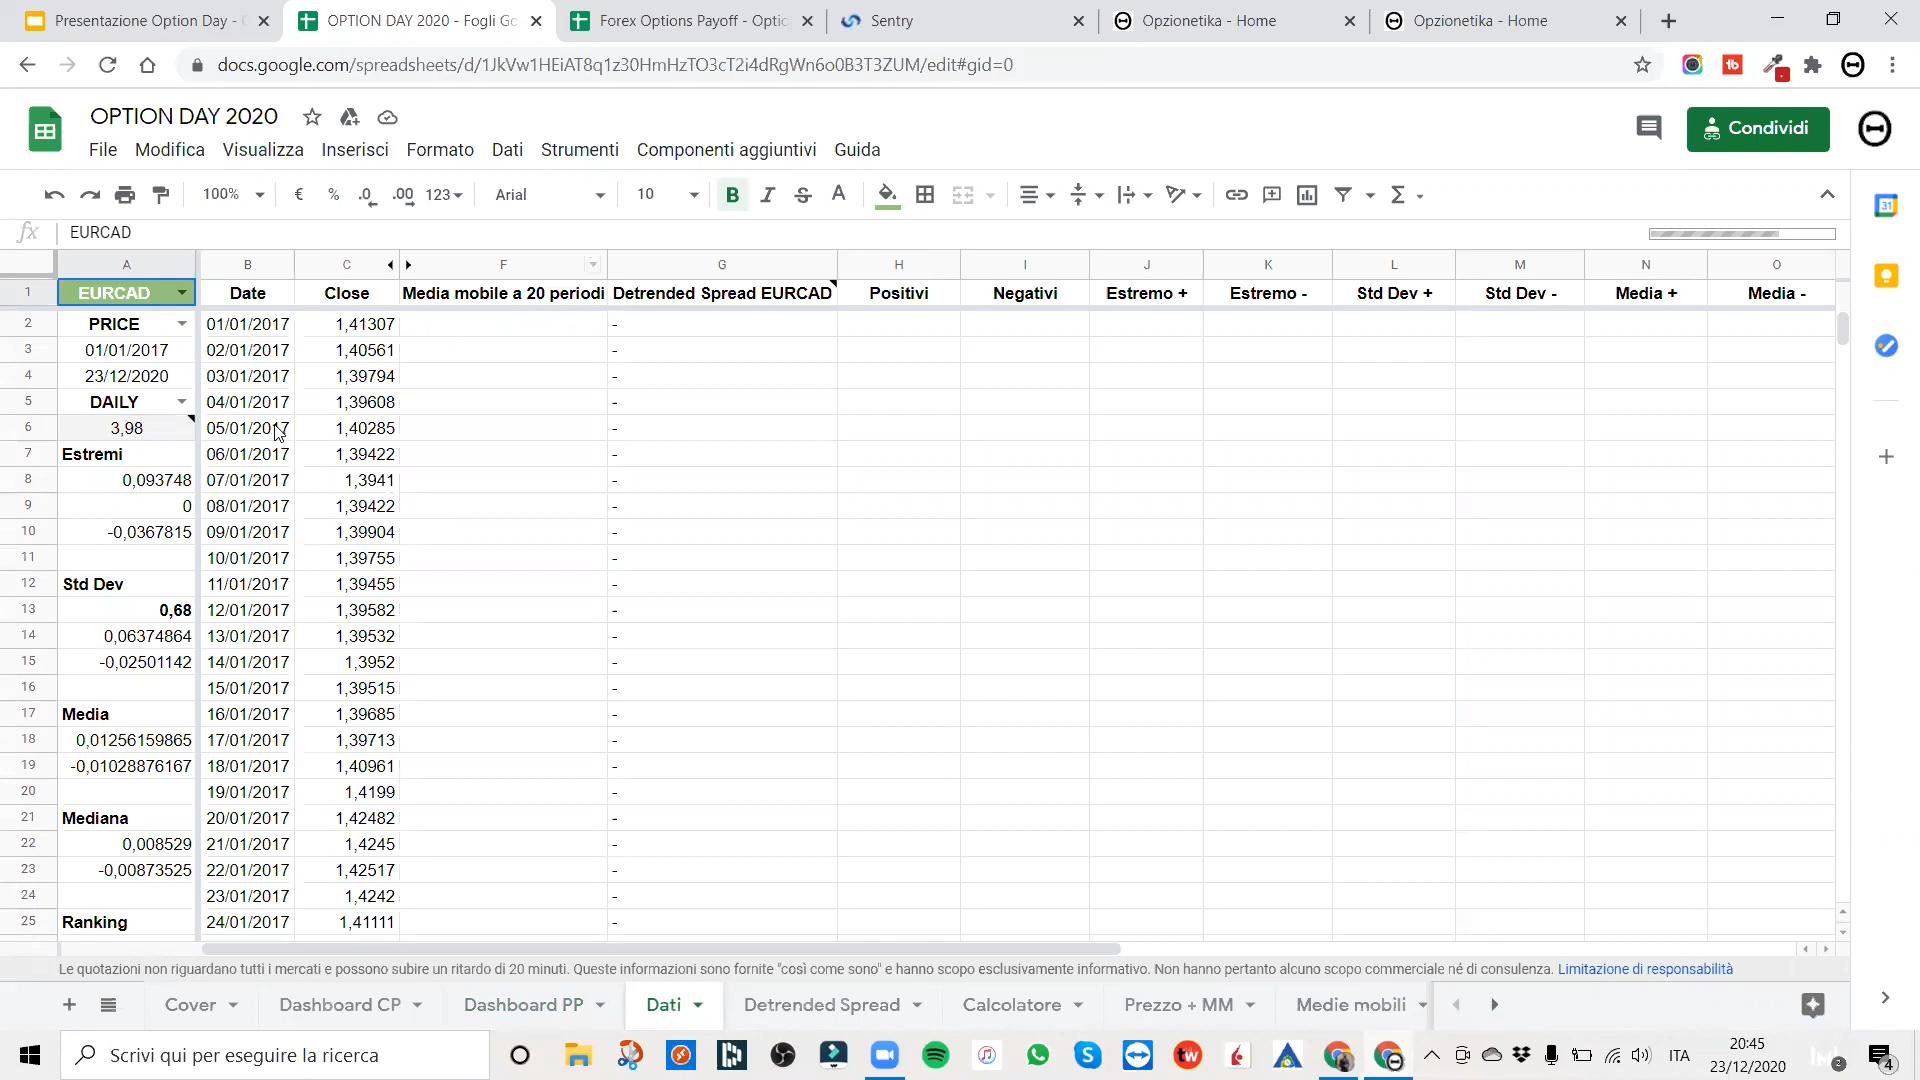 Presentazione Option Day -
OPTION DAY 2020 - Fogli Go
Forex Options Payoff - Optio
Sentry
Opzionetika - Home
Opzionetika - Home
docs.google.com/spreadsheets/d/1JkVw1HEiAT8q1z30HmHzTO3cT2i4dRgWn6o0B3T3ZUM/edit#gid=0
OPTION DAY 2020
File Modifica Visualizza Inserisci Formato Dati Strumenti Componenti aggiuntivi Guida
Condividi
100% € % .0 .00 123 Arial 10 B I S A
fx EURCAD
A B C F G H I J K L M N O
1 EURCAD Date Close Media mobile a 20 periodi Detrended Spread EURCAD Positivi Negativi Estremo + Estremo - Std Dev + Std Dev - Media + Media -
2 PRICE 01/01/2017 1,41307 -
3 01/01/2017 02/01/2017 1,40561 -
4 23/12/2020 03/01/2017 1,39794 -
5 DAILY 04/01/2017 1,39608 -
6 3,98 05/01/2017 1,40285 -
7 Estremi 06/01/2017 1,39422 -
8 0,093748 07/01/2017 1,3941 -
9 0 08/01/2017 1,39422 -
10 -0,0367815 09/01/2017 1,39904 -
11 10/01/2017 1,39755 -
12 Std Dev 11/01/2017 1,39455 -
13 0,68 12/01/2017 1,39582 -
14 0,06374864 13/01/2017 1,39532 -
15 -0,02501142 14/01/2017 1,3952 -
16 15/01/2017 1,39515 -
17 Media 16/01/2017 1,39685 -
18 0,01256159865 17/01/2017 1,39713 -
19 -0,01028876167 18/01/2017 1,40961 -
20 19/01/2017 1,4199 -
21 Mediana 20/01/2017 1,42482 -
22 0,008529 21/01/2017 1,4245 -
23 -0,00873525 22/01/2017 1,42517 -
24 23/01/2017 1,4242 -
25 Ranking 24/01/2017 1,41111 -
Le quotazioni non riguardano tutti i mercati e possono subire un ritardo di 20 minuti. Queste informazioni sono fornite "così come sono" e hanno scopo esclusivamente informativo. Non hanno pertanto alcuno scopo commerciale né di consulenza. Limitazione di responsabilità
Cover Dashboard CP Dashboard PP Dati Detrended Spread Calcolatore Prezzo + MM Medie mobili
Scrivi qui per eseguire la ricerca
ITA
20:45
23/12/2020
2
4
31
tb
tw